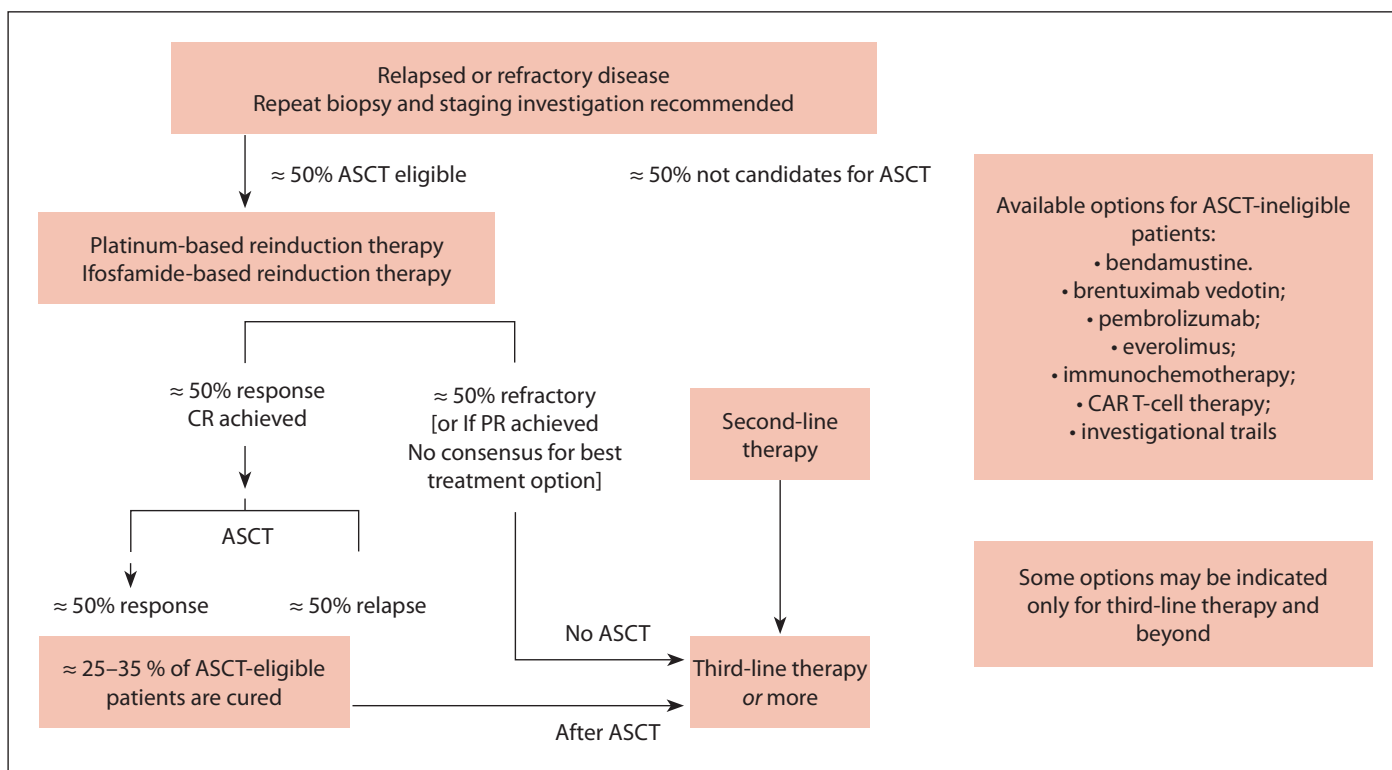 Relapsed or refractory disease
Repeat biopsy and staging investigation recommended
≈ 50% ASCT eligible
≈ 50% not candidates for ASCT
Platinum-based reinduction therapy
Ifosfamide-based reinduction therapy
≈ 50% response
CR achieved
≈ 50% refractory
[or If PR achieved
No consensus for best
treatment option]
ASCT
≈ 50% response
≈ 50% relapse
≈ 25–35 % of ASCT-eligible
patients are cured
No ASCT
After ASCT
Second-line
therapy
Third-line therapy
or more
Available options for ASCT-ineligible
patients:
• bendamustine.
• brentuximab vedotin;
• pembrolizumab;
• everolimus;
• immunochemotherapy;
• CAR T-cell therapy;
• investigational trails
Some options may be indicated
only for third-line therapy and
beyond